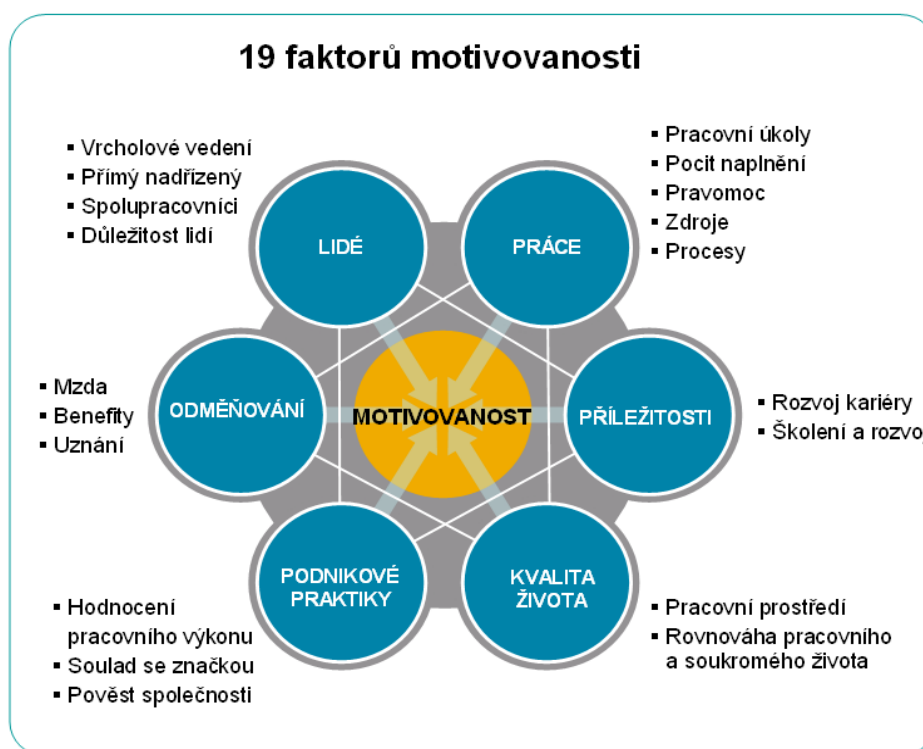 19 faktorů motivovanosti
▪ Vrcholové vedení
▪ Přímý nadřízený
▪ Spolupracovníci
▪ Důležitost lidí
▪ Pracovní úkoly
▪ Pocit naplnění
▪ Pravomoc
▪ Zdroje
▪ Procesy
LIDÉ
PRÁCE
▪ Mzda
▪ Benefity
▪ Uznání
ODMĚŇOVÁNÍ
MOTIVOVANOST
PŘÍLEŽITOSTI
▪ Rozvoj kariéry
▪ Školení a rozvoj
PODNIKOVÉ
PRAKTIKY
KVALITA
ŽIVOTA
▪ Hodnocení
pracovního výkonu
▪ Soulad se značkou
▪ Pověst společnosti
▪ Pracovní prostředí
▪ Rovnováha pracovního
a soukromého života